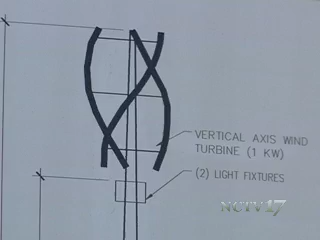 VERTICAL AXIS WIND
TURBINE (1 KW)
(2) LIGHT FIXTURES
NCTV17